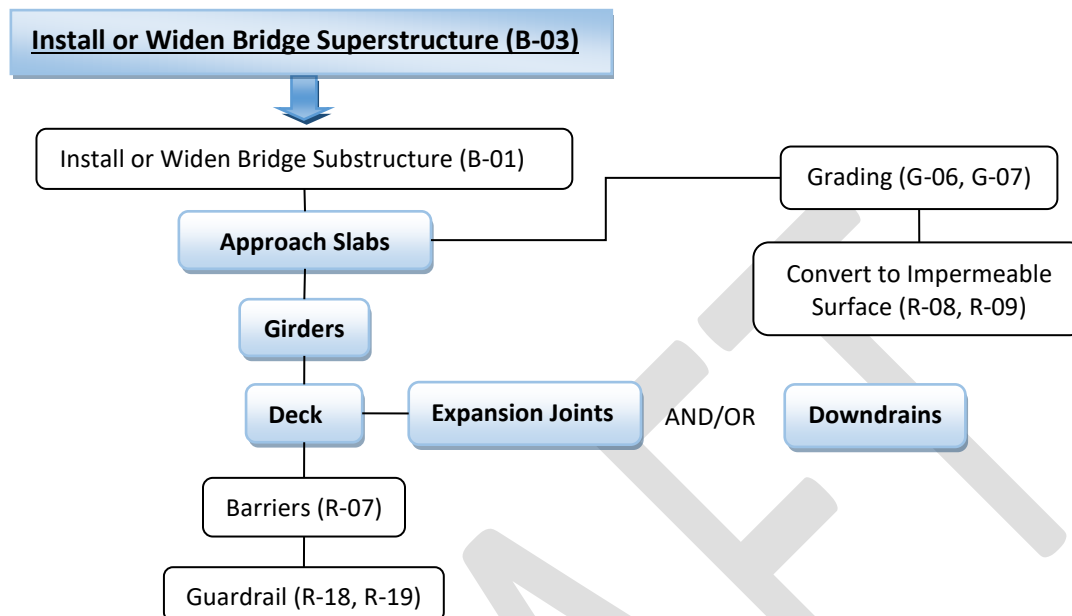 Install or Widen Bridge Superstructure (B-03)
Install or Widen Bridge Substructure (B-01)
Grading (G-06, G-07)
Approach Slabs
Convert to Impermeable
Surface (R-08, R-09)
Girders
Deck
Expansion Joints
AND/OR
Downdrains
Barriers (R-07)
Guardrail (R-18, R-19)